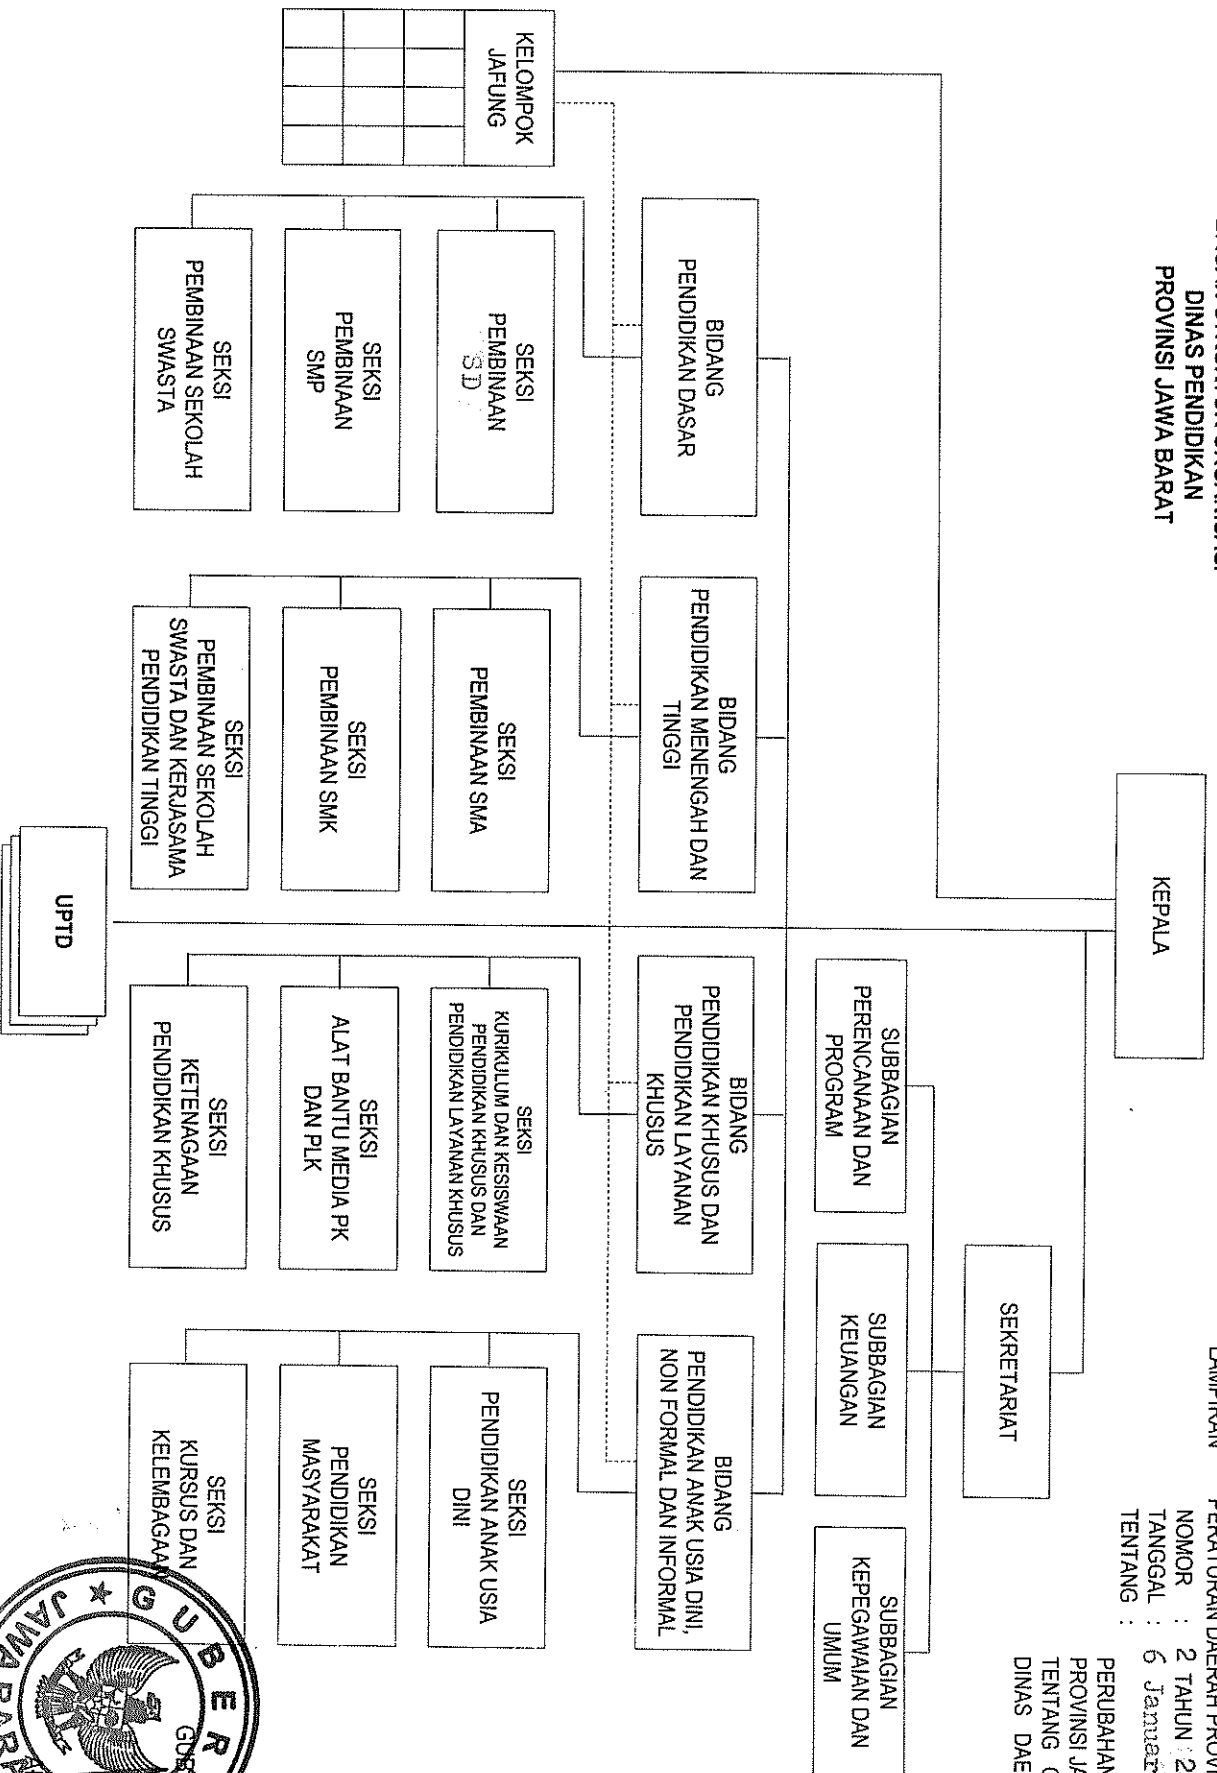 DINAS PENDIDIKAN
PROVINSI JAWA BARAT
LAMPIRAN
PERATURAN DAERAH
NOMOR : 2 TAHUN
TANGGAL : 6
TENTANG :
PERUBAHAN
PROVINSI
TENTANG
DINAS
KEPALA
SEKRETARIAT
SUBBAGIAN
PERENCANAAN DAN
PROGRAM
SUBBAGIAN
KEUANGAN
SUBBAGIAN
KEPEGAWAIAN DAN
UMUM
KELOMPOK
JAFUNG
BIDANG
PENDIDIKAN DASAR
BIDANG
PENDIDIKAN MENENGAH DAN
TINGGI
BIDANG
PENDIDIKAN KHUSUS DAN
PENDIDIKAN LAYANAN
KHUSUS
BIDANG
PENDIDIKAN ANAK USIA DINI,
NON FORMAL DAN INFORMAL
SEKSI
PEMBINAAN
SD
SEKSI
PEMBINAAN SMA
SEKSI
KURIKULUM DAN KESISWAAN
PENDIDIKAN KHUSUS DAN
PENDIDIKAN LAYANAN KHUSUS
SEKSI
PENDIDIKAN ANAK USIA
DINI
SEKSI
PEMBINAAN
SMP
SEKSI
PEMBINAAN SMK
SEKSI
ALAT BANTU MEDIA PK
DAN PLK
SEKSI
PENDIDIKAN
MASYARAKAT
SEKSI
PEMBINAAN SEKOLAH
SWASTA
SEKSI
PEMBINAAN SEKOLAH
SWASTA DAN KERJASAMA
PENDIDIKAN TINGGI
SEKSI
KETENAGAAN
PENDIDIKAN KHUSUS
SEKSI
KURSUS DAN
KELEMBAGAAN
UPTD